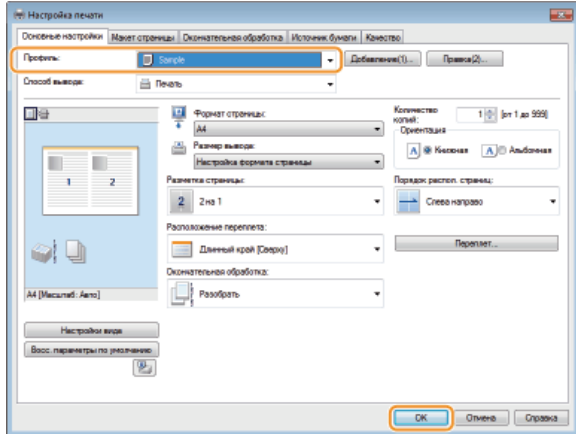 Настройка печати
Основные настройки Макет страницы Окончательная обработка Источник бумаги Качество
Профиль: Sample Добавление(1)... Правка(2)...
Способ вывода: Печать
Формат страницы:
A4
Количество копий: 1 [от 1 до 999]
Размер вывода:
Настройка формата страницы
Ориентация
A Книжная A Альбомная
Разметка страницы:
2 2 на 1
Порядок распол. страниц:
Слева направо
1 2
Расположение переплета:
Длинный край [Сверху]
Переплет...
Окончательная обработка:
Разобрать
A4 [Масштаб: Авто]
Настройки вида
Восс. параметры по умолчанию
OK Отмена Справка